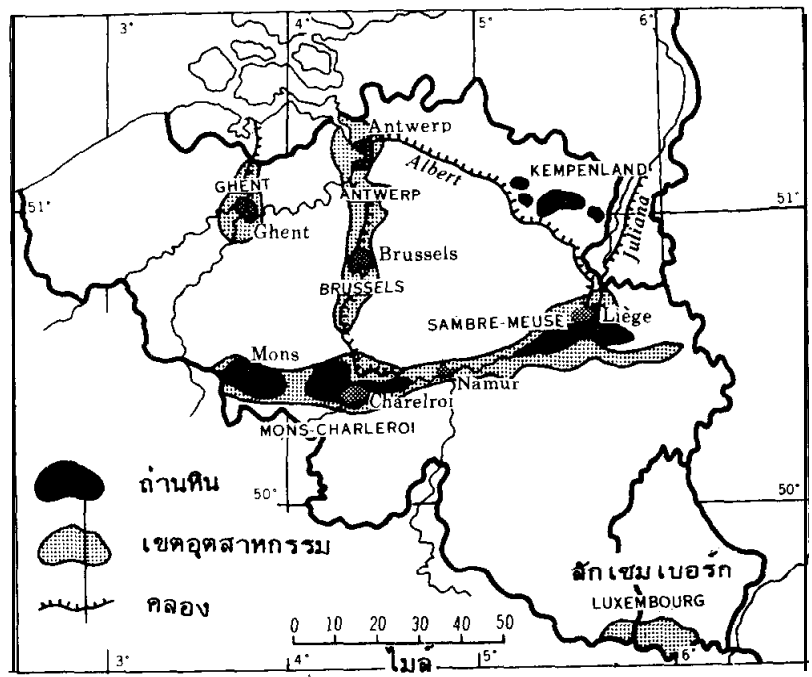 3°
4°
5°
6°
Antwerp
Albert
KEMPENLAND
GHENT
ANTWERP
Juliana
51°
51°
Ghent
Brussels
BRUSSELS
SAMBRE-MEUSE
Liège
Mons
Namur
Charelroi
MONS-CHARLEROI
ถ่านหิน
50°
50°
เขตอุตสาหกรรม
ลักเซมเบอร์ก
LUXEMBOURG
คลอง
0 10 20 30 40 50
ไมล์
3°
4°
5°
6°